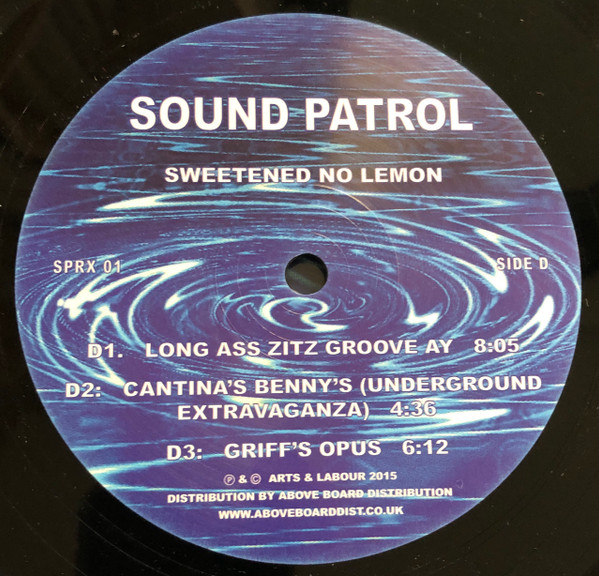 SOUND PATROL
SWEETENED NO LEMON
SPRX 01
SIDE D
D1. LONG ASS ZITZ GROOVE AY 8:05
D2: CANTINA'S BENNY'S (UNDERGROUND
EXTRAVAGANZA) 4:36
D3: GRIFF'S OPUS 6:12
℗ & © ARTS & LABOUR 2015
DISTRIBUTION BY ABOVE BOARD DISTRIBUTION
WWW.ABOVEBOARDDIST.CO.UK